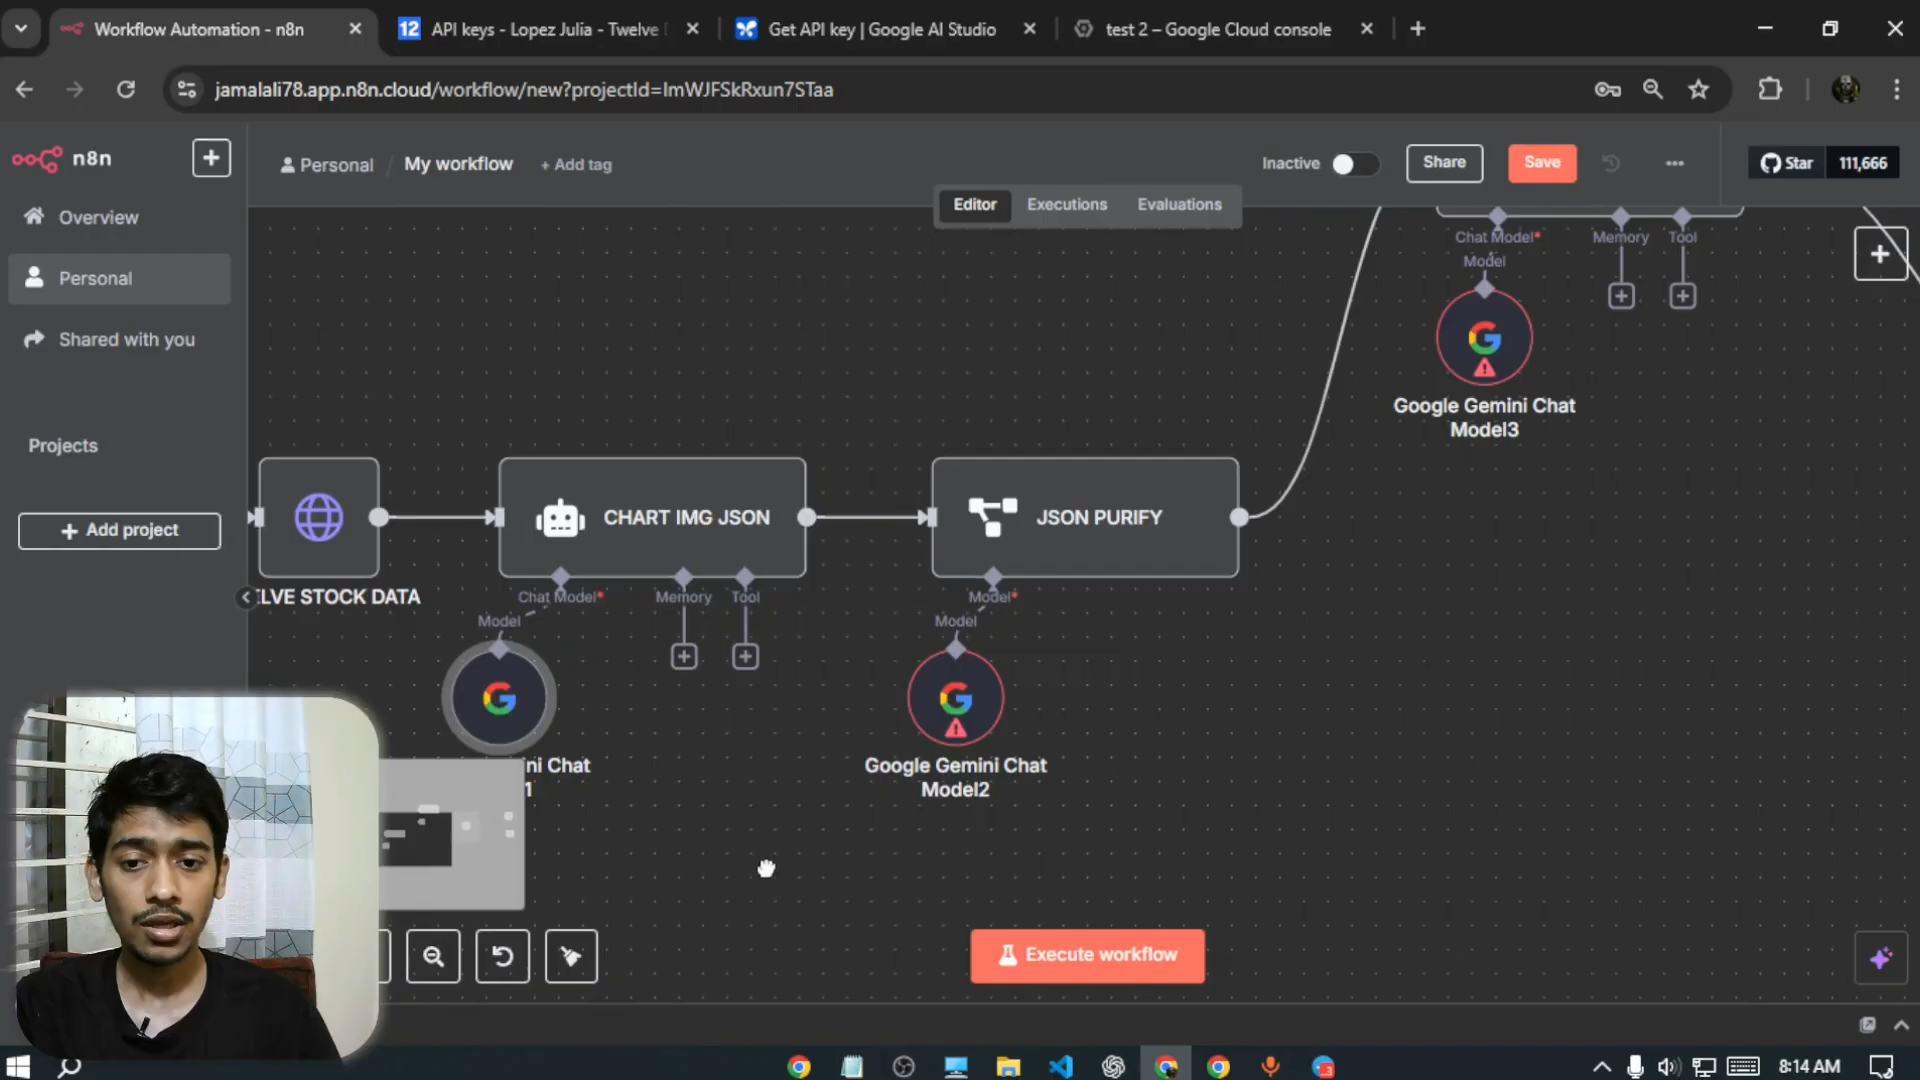 Workflow Automation - n8n
12 API keys - Lopez Julia - Twelve
Get API key | Google AI Studio
test 2 – Google Cloud console
jamalali78.app.n8n.cloud/workflow/new?projectId=ImWJFSkRxun7STaa
n8n
Personal / My workflow + Add tag
Inactive
Share
Save
Star 111,666
Editor
Executions
Evaluations
Overview
Personal
Shared with you
Projects
Add project
Chat Model*
Memory
Tool
Model
Google Gemini Chat
Model3
CHART IMG JSON
JSON PURIFY
STOCK DATA
Chat Model*
Memory
Tool
Model
Model*
Model
Chat
1
Google Gemini Chat
Model2
Execute workflow
8:14 AM